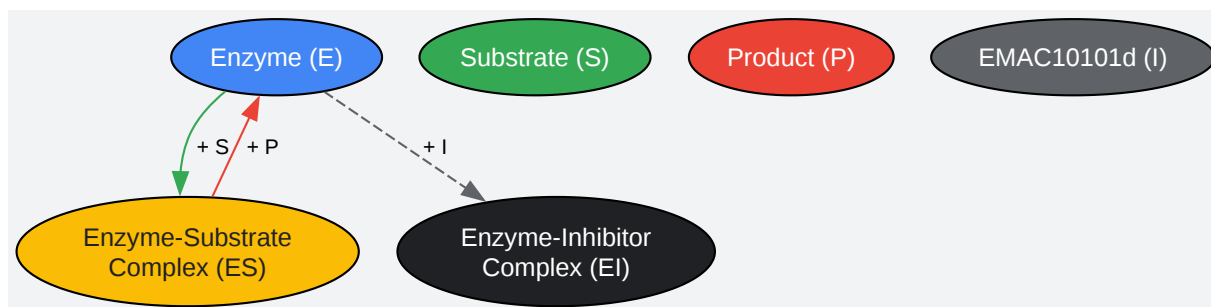 Enzyme (E)
Substrate (S)
Product (P)
EMAC10101d (I)
+ S
+ P
+ I
Enzyme-Substrate
Complex (ES)
Enzyme-Inhibitor
Complex (EI)